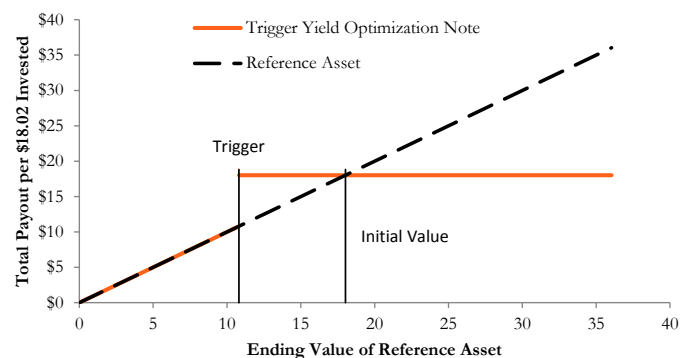 Trigger Yield Optimization Note
Reference Asset
Total Payout per $18.02 Invested
$40
$35
$30
$25
$20
$15
$10
$5
$0
Trigger
Initial Value
0 5 10 15 20 25 30 35 40
Ending Value of Reference Asset